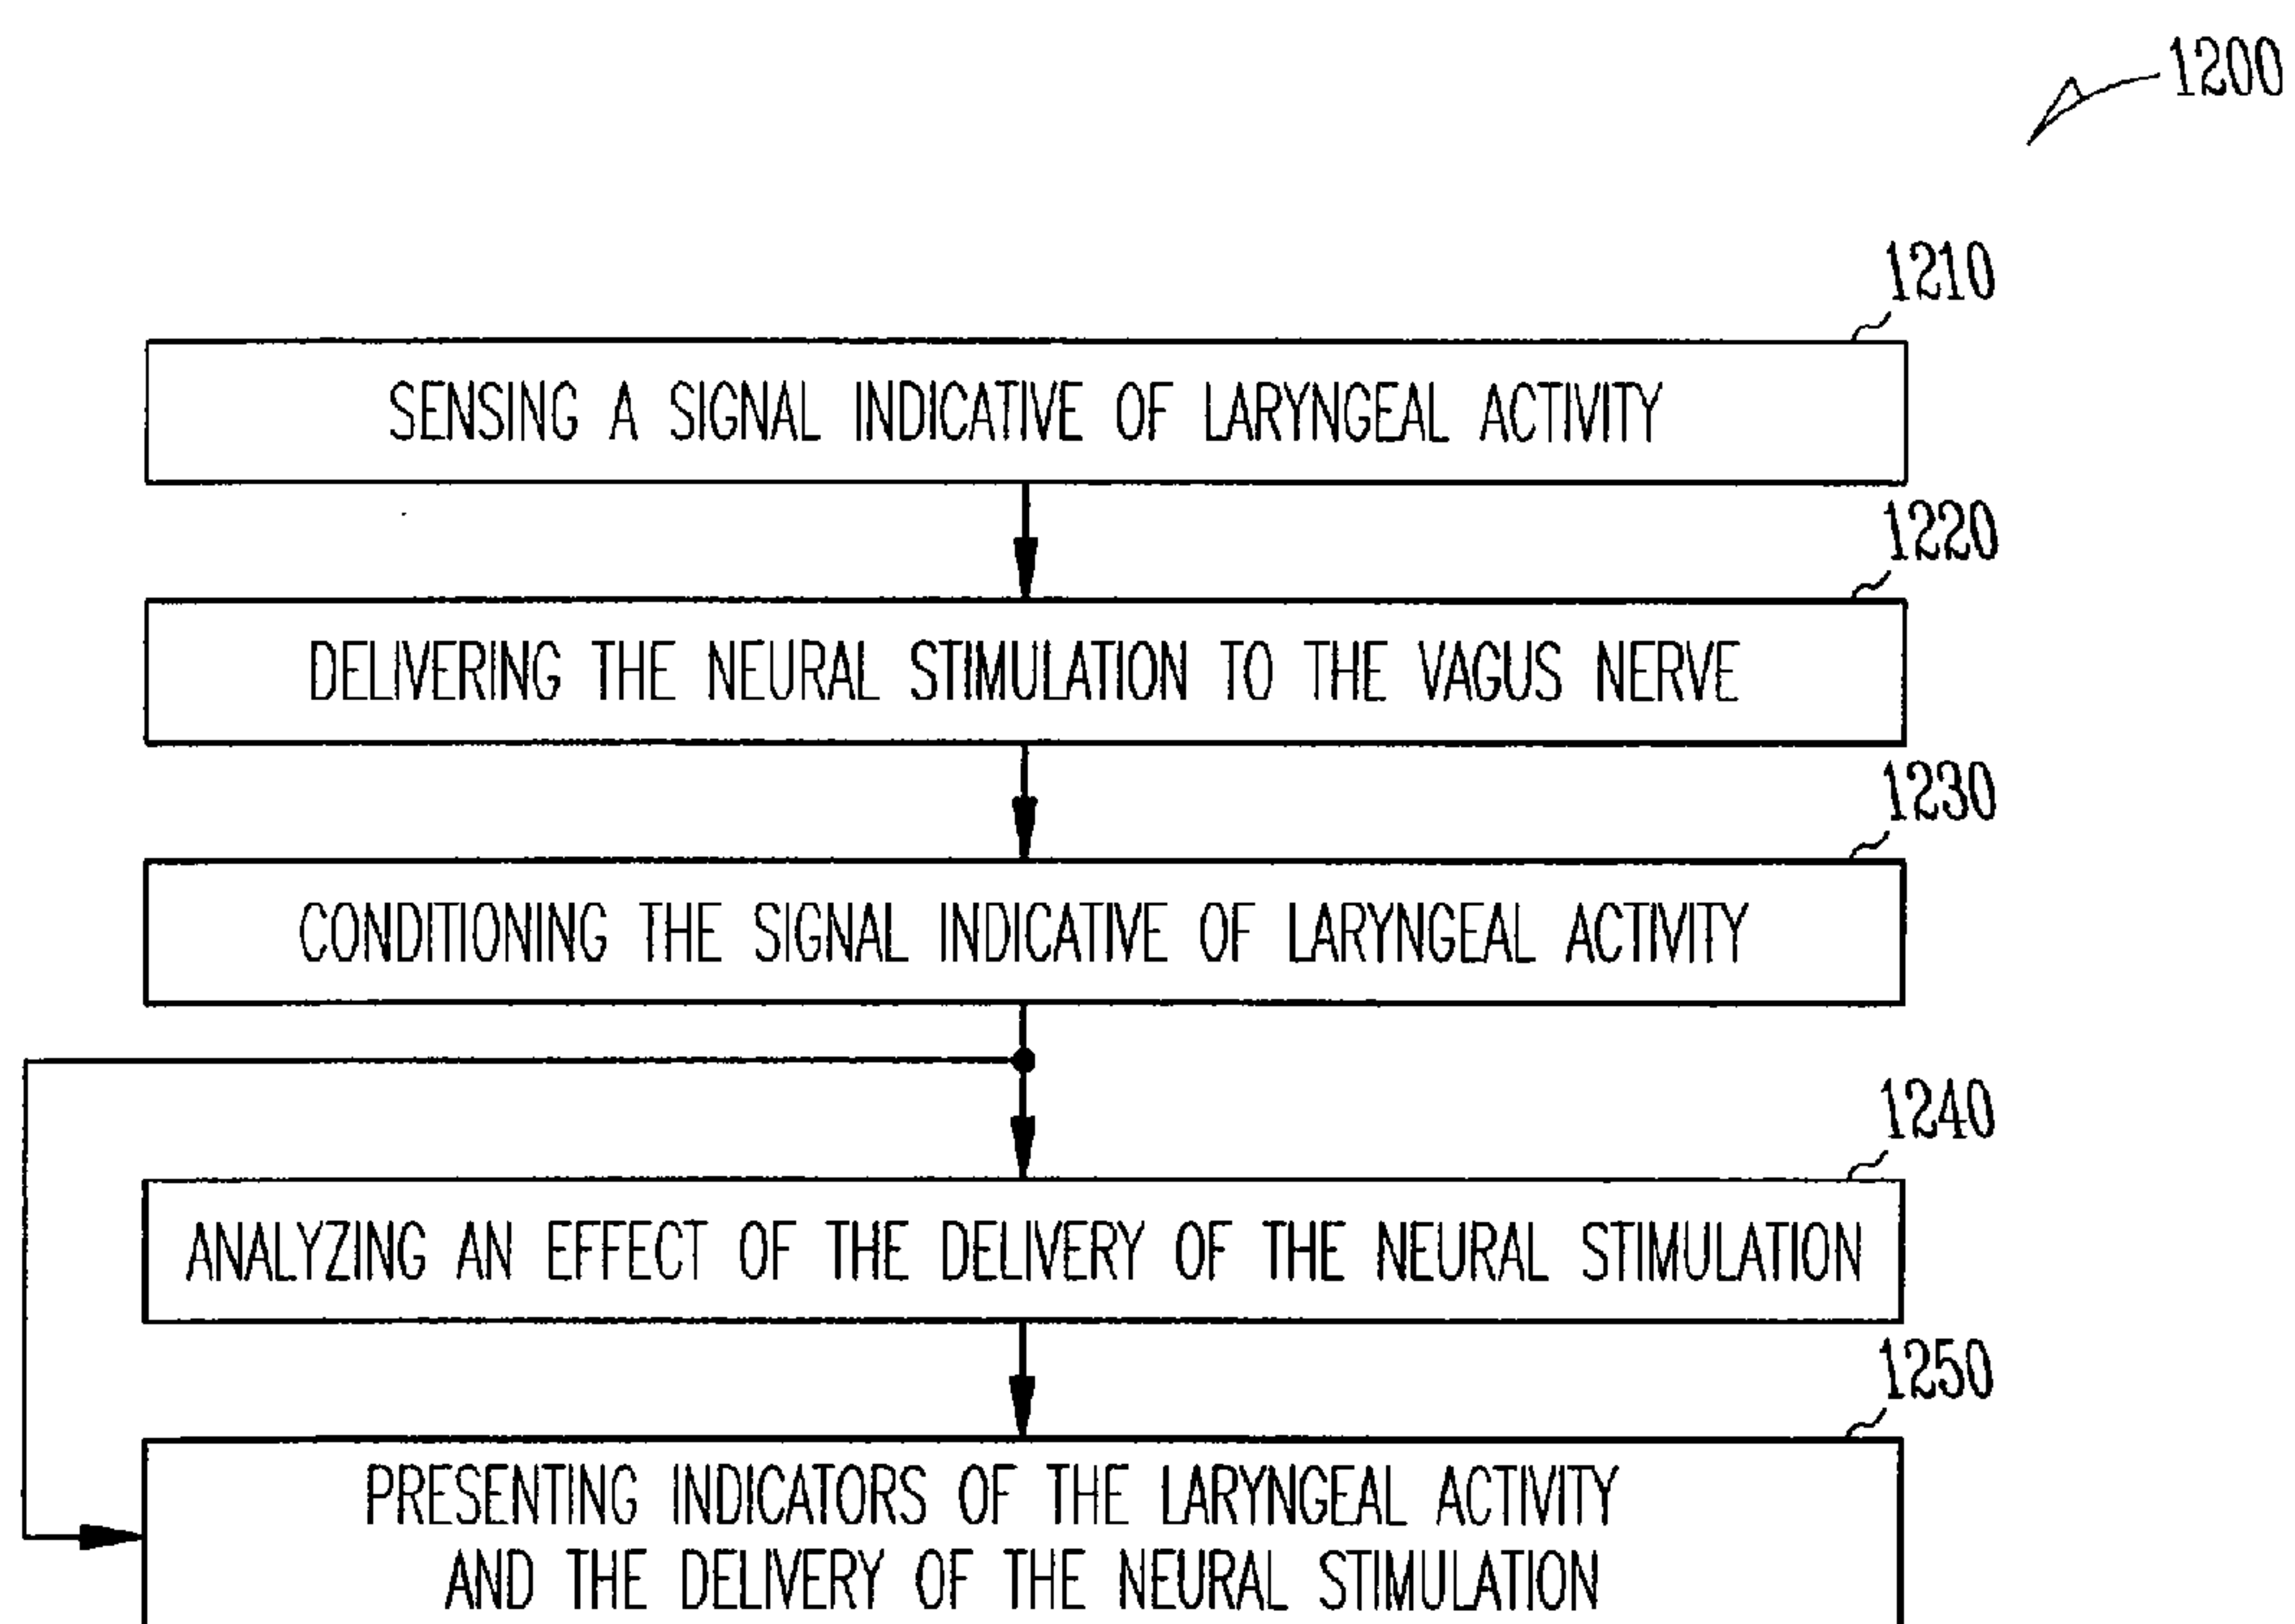 1200
1210
SENSING A SIGNAL INDICATIVE OF LARYNGEAL ACTIVITY
1220
DELIVERING THE NEURAL STIMULATION TO THE VAGUS NERVE
1230
CONDITIONING THE SIGNAL INDICATIVE OF LARYNGEAL ACTIVITY
1240
ANALYZING AN EFFECT OF THE DELIVERY OF THE NEURAL STIMULATION
1250
PRESENTING INDICATORS OF THE LARYNGEAL ACTIVITY
AND THE DELIVERY OF THE NEURAL STIMULATION